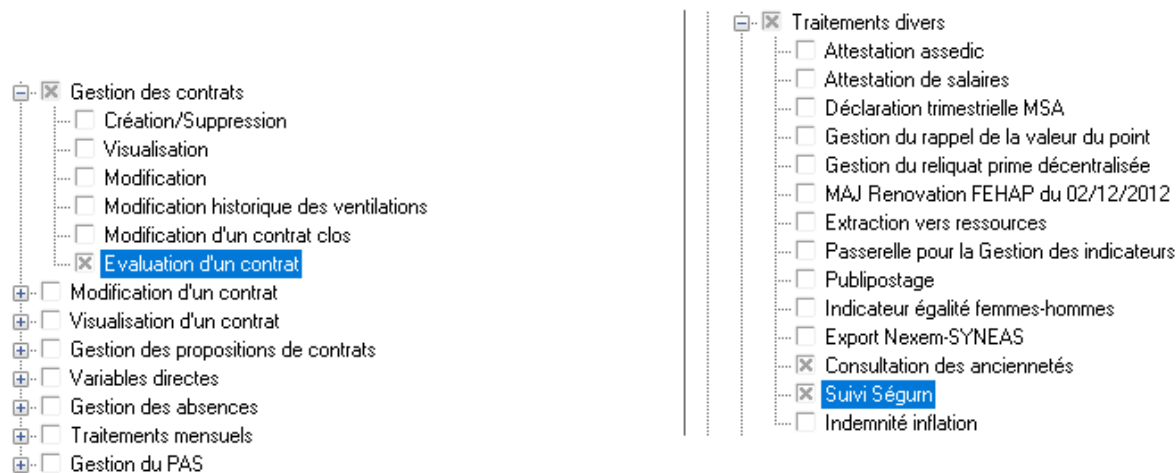 Gestion des contrats
Création/Suppression
Visualisation
Modification
Modification historique des ventilations
Modification d'un contrat clos
Evaluation d'un contrat
Modification d'un contrat
Visualisation d'un contrat
Gestion des propositions de contrats
Variables directes
Gestion des absences
Traitements mensuels
Gestion du PAS
Traitements divers
Attestation assedic
Attestation de salaires
Déclaration trimestrielle MSA
Gestion du rappel de la valeur du point
Gestion du reliquat prime décentralisée
MAJ Renovation FEHAP du 02/12/2012
Extraction vers ressources
Passerelle pour la Gestion des indicateurs
Publipostage
Indicateur égalité femmes-hommes
Export Nexem-SYNEAS
Consultation des anciennetés
Suivi Ségurn
Indemnité inflation